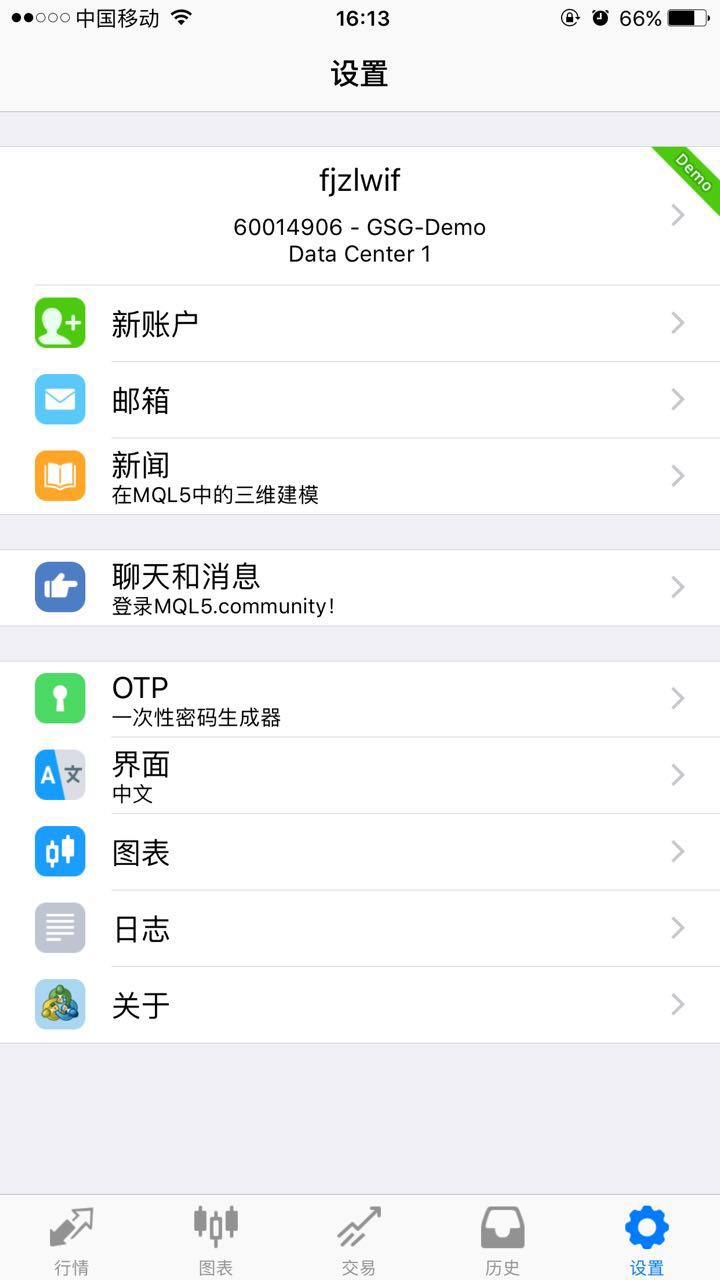 中国移动
16:13
66%
设置
Demo
fjzlwif
60014906 - GSG-Demo
Data Center 1
新账户
邮箱
新闻
在MQL5中的三维建模
聊天和消息
登录MQL5.community!
OTP
一次性密码生成器
A文
界面
中文
图表
日志
关于
行情
图表
交易
历史
设置